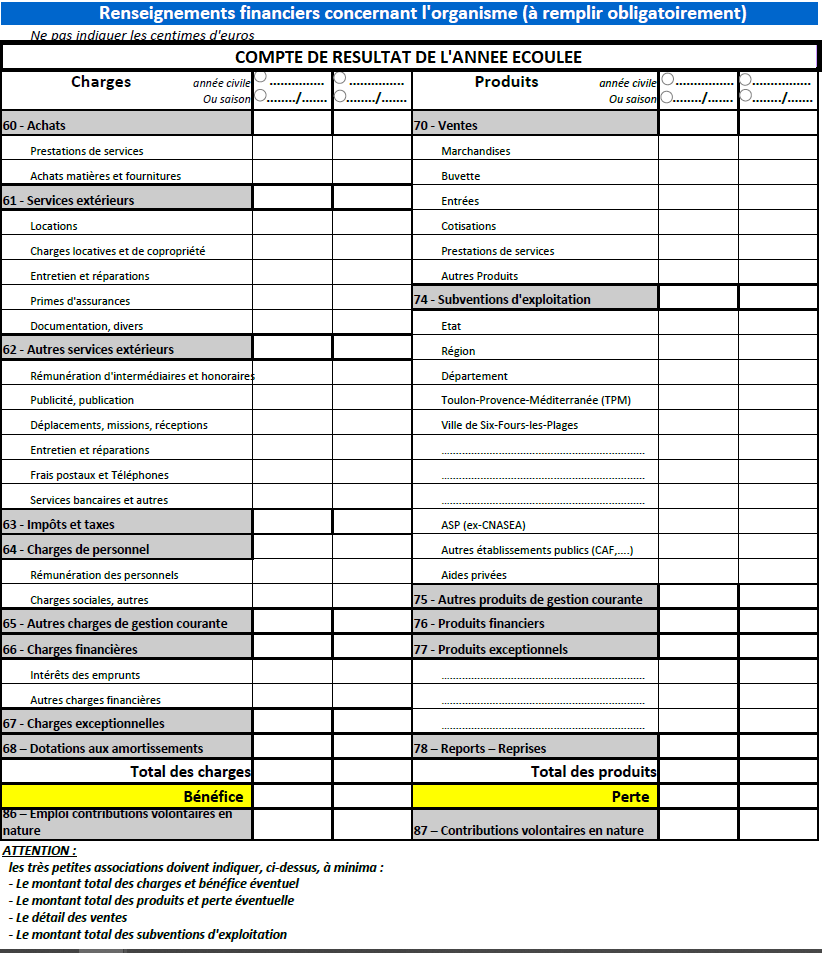 Renseignements financiers concernant l'organisme (à remplir obligatoirement)
Ne pas indiquer les centimes d'euros
COMPTE DE RESULTAT DE L'ANNEE ECOULEE
Charges année civile ............... ............... Produits année civile ................ ................
Ou saison ......../....... ......../....... Ou saison ......../....... ......../.......
60 - Achats 70 - Ventes
Prestations de services Marchandises
Achats matières et fournitures Buvette
61 - Services extérieurs Entrées
Locations Cotisations
Charges locatives et de copropriété Prestations de services
Entretien et réparations Autres Produits
Primes d'assurances 74 - Subventions d'exploitation
Documentation, divers Etat
62 - Autres services extérieurs Région
Rémunération d'intermédiaires et honoraires Département
Publicité, publication Toulon-Provence-Méditerranée (TPM)
Déplacements, missions, réceptions Ville de Six-Fours-les-Plages
Entretien et réparations ....................................................................
Frais postaux et Téléphones ....................................................................
Services bancaires et autres ....................................................................
63 - Impôts et taxes ASP (ex-CNASEA)
64 - Charges de personnel Autres établissements publics (CAF,....)
Rémunération des personnels Aides privées
Charges sociales, autres 75 - Autres produits de gestion courante
65 - Autres charges de gestion courante 76 - Produits financiers
66 - Charges financières 77 - Produits exceptionnels
Intérêts des emprunts ....................................................................
Autres charges financières ....................................................................
67 - Charges exceptionnelles ....................................................................
68 – Dotations aux amortissements 78 – Reports – Reprises
Total des charges Total des produits
Bénéfice Perte
86 – Emploi contributions volontaires en
nature 87 – Contributions volontaires en nature
ATTENTION :
les très petites associations doivent indiquer, ci-dessus, à minima :
- Le montant total des charges et bénéfice éventuel
- Le montant total des produits et perte éventuelle
- Le détail des ventes
- Le montant total des subventions d'exploitation